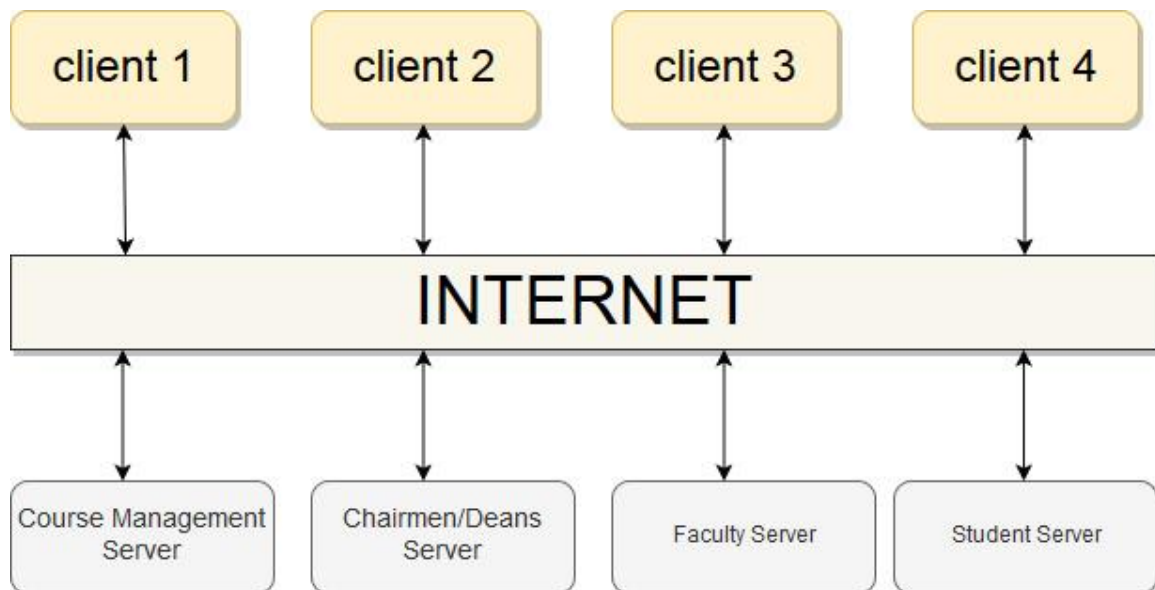 client 1
client 2
client 3
client 4
INTERNET
Course Management
Server
Chairmen/Deans
Server
Faculty Server
Student Server